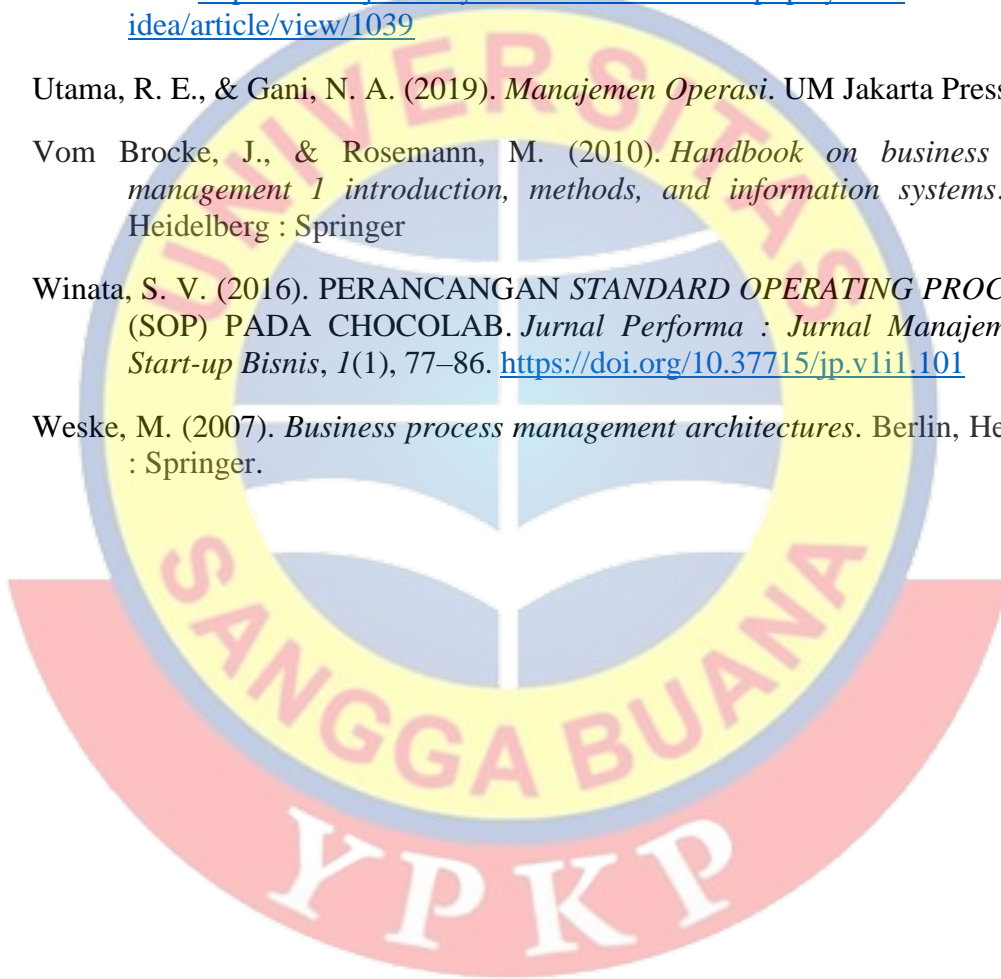 idea/article/view/1039
Utama, R. E., & Gani, N. A. (2019). Manajemen Operasi. UM Jakarta Press
Vom Brocke, J., & Rosemann, M. (2010). Handbook on business
management 1 introduction, methods, and information systems.
Heidelberg : Springer
Winata, S. V. (2016). PERANCANGAN STANDARD OPERATING PROC
(SOP) PADA CHOCOLAB. Jurnal Performa : Jurnal Manajem
Start-up Bisnis, 1(1), 77–86. https://doi.org/10.37715/jp.v1i1.101
Weske, M. (2007). Business process management architectures. Berlin, He
: Springer.
UNIVERSITAS
SANGGA BUANA
YPKP